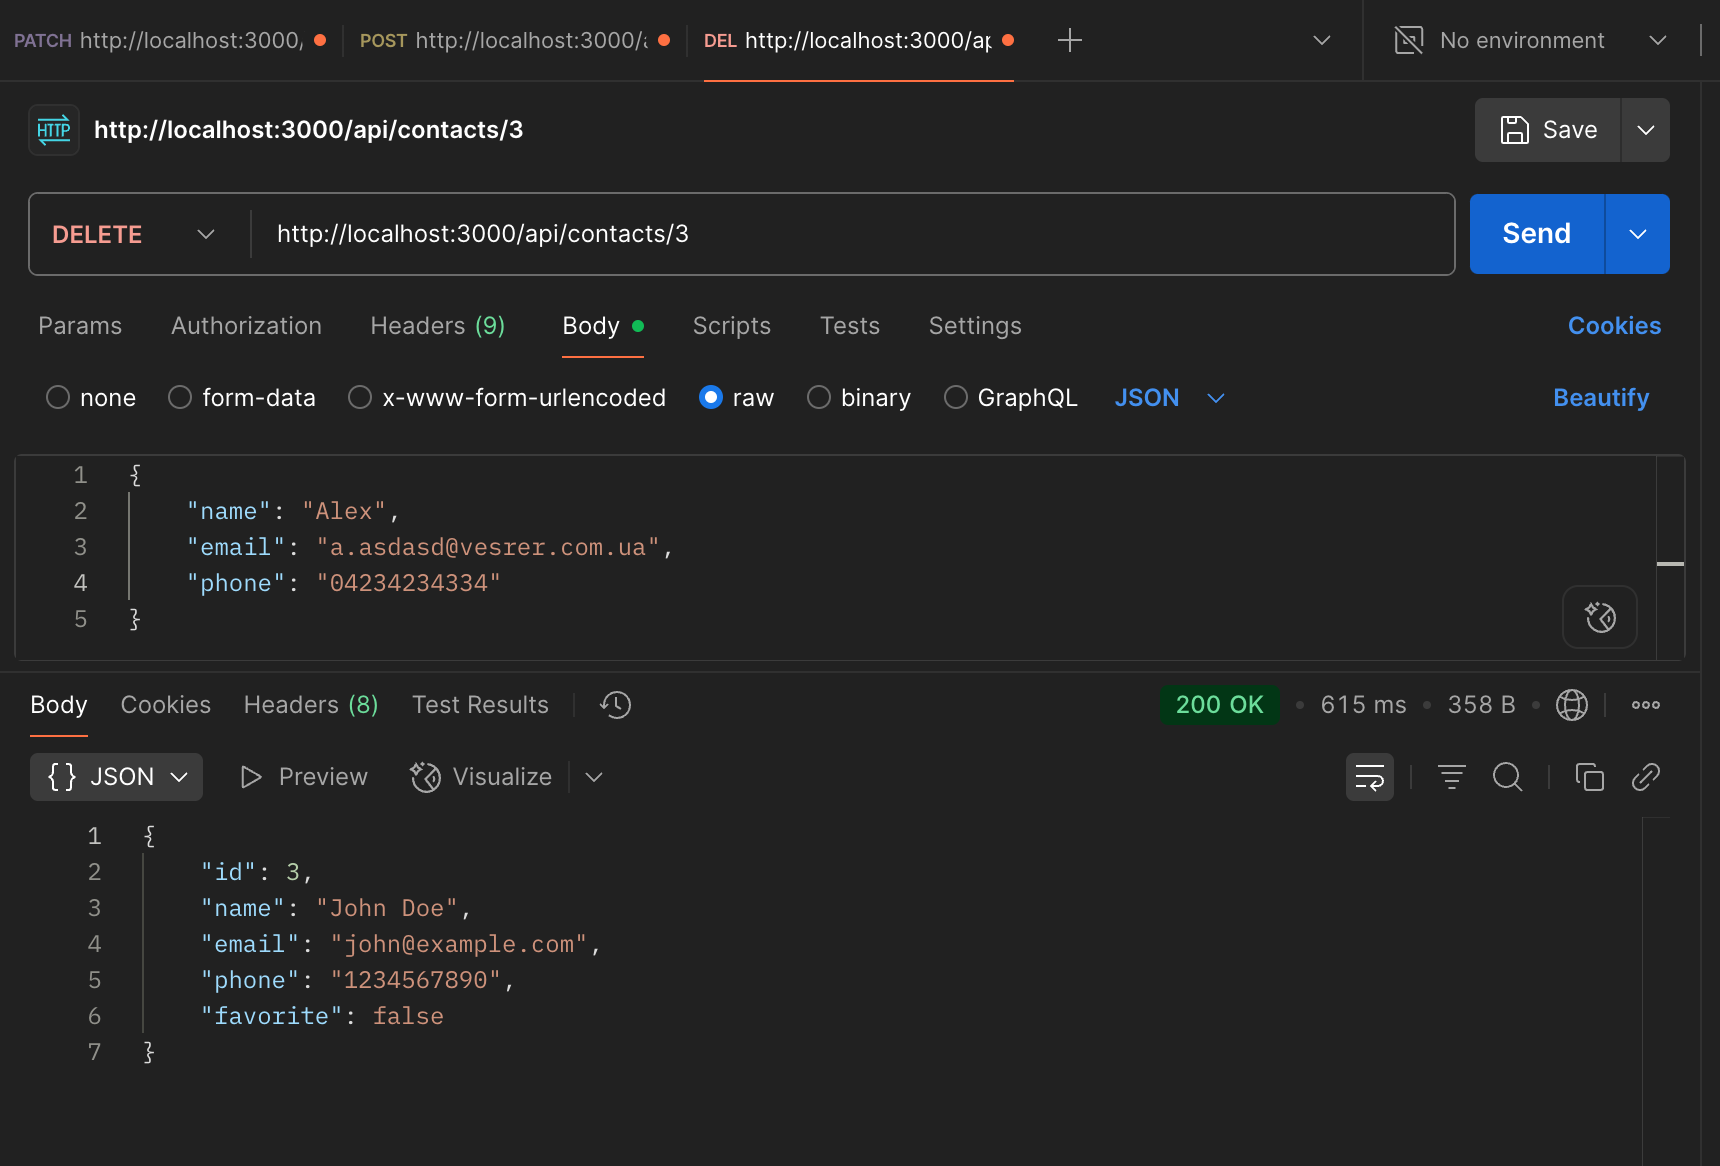 PATCH http://localhost:3000, POST http://localhost:3000/a DEL http://localhost:3000/ap No environment
HTTP http://localhost:3000/api/contacts/3 Save
DELETE http://localhost:3000/api/contacts/3 Send
Params Authorization Headers (9) Body Scripts Tests Settings Cookies
none form-data x-www-form-urlencoded raw binary GraphQL JSON Beautify
1 {
2 "name": "Alex",
3 "email": "a.asdasd@vesrer.com.ua",
4 "phone": "04234234334"
5 }
Body Cookies Headers (8) Test Results 200 OK • 615 ms • 358 B •
{} JSON Preview Visualize
1 {
2 "id": 3,
3 "name": "John Doe",
4 "email": "john@example.com",
5 "phone": "1234567890",
6 "favorite": false
7 }